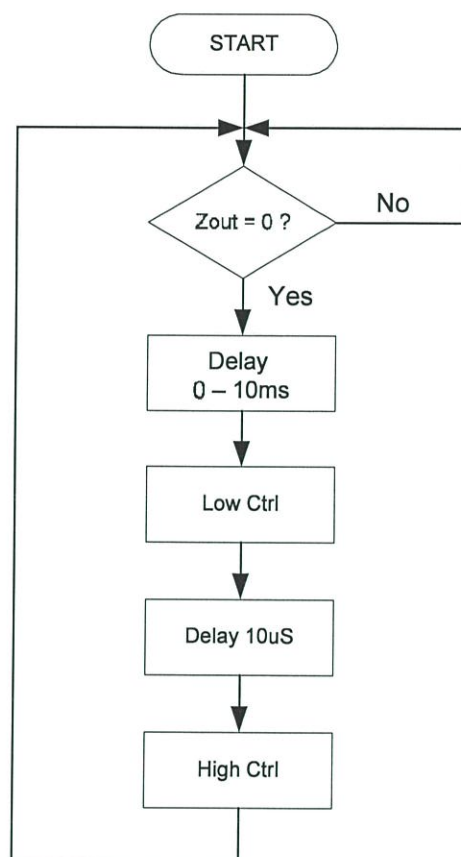 START
Zout = 0 ?
No
Yes
Delay
0 – 10ms
Low Ctrl
Delay 10uS
High Ctrl